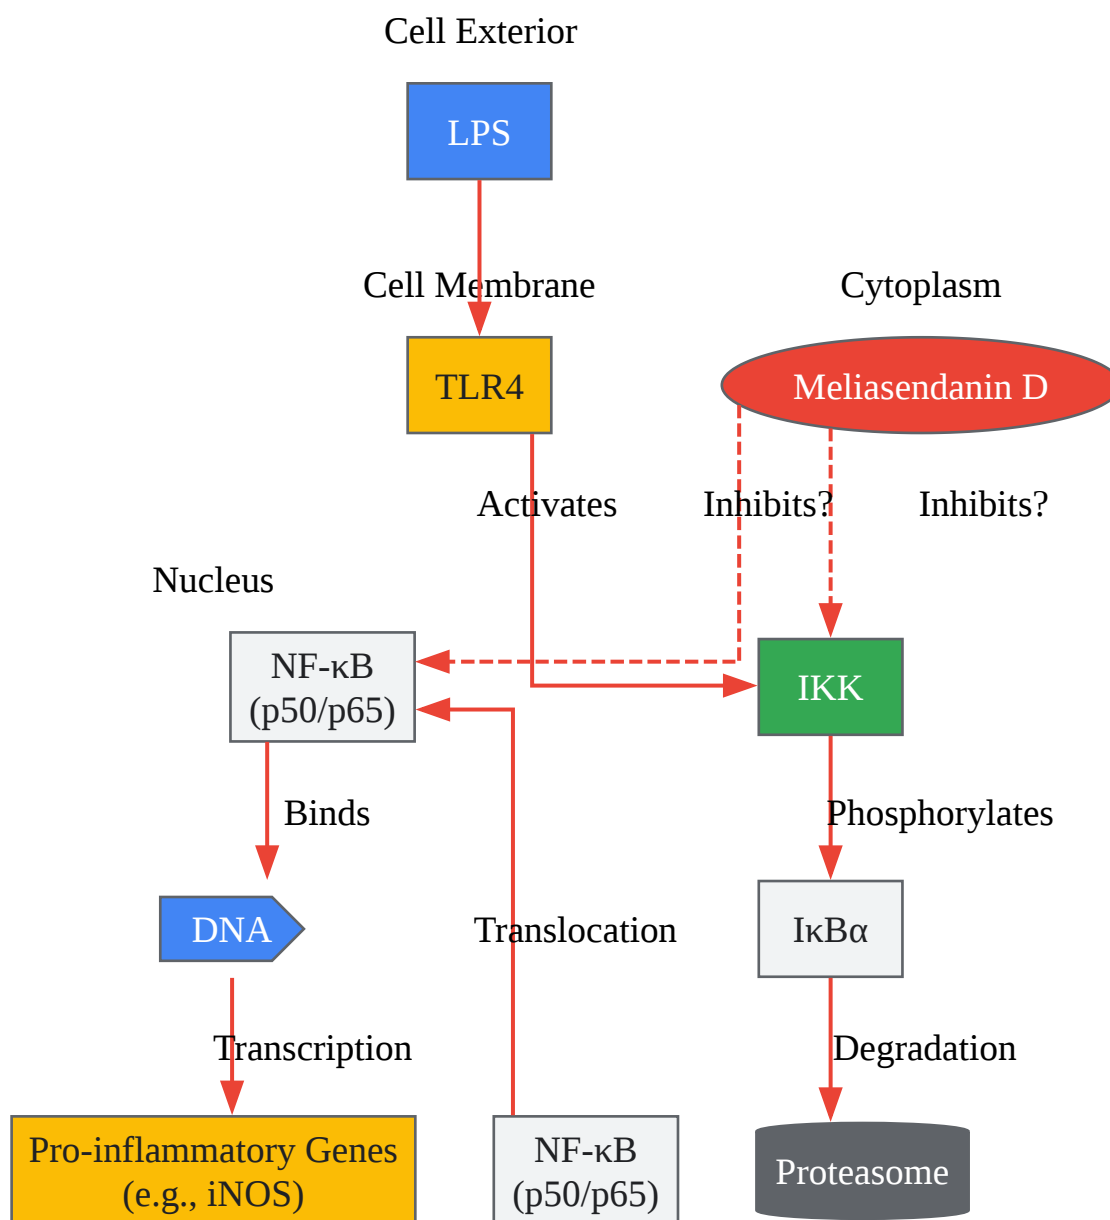 Cell Exterior
LPS
Cell Membrane
Cytoplasm
TLR4
Meliasendanin D
Activates
Inhibits?
Inhibits?
Nucleus
NF-κB
(p50/p65)
IKK
Binds
Phosphorylates
DNA
Translocation
IκBα
Transcription
Degradation
Pro-inflammatory Genes
(e.g., iNOS)
NF-κB
(p50/p65)
Proteasome